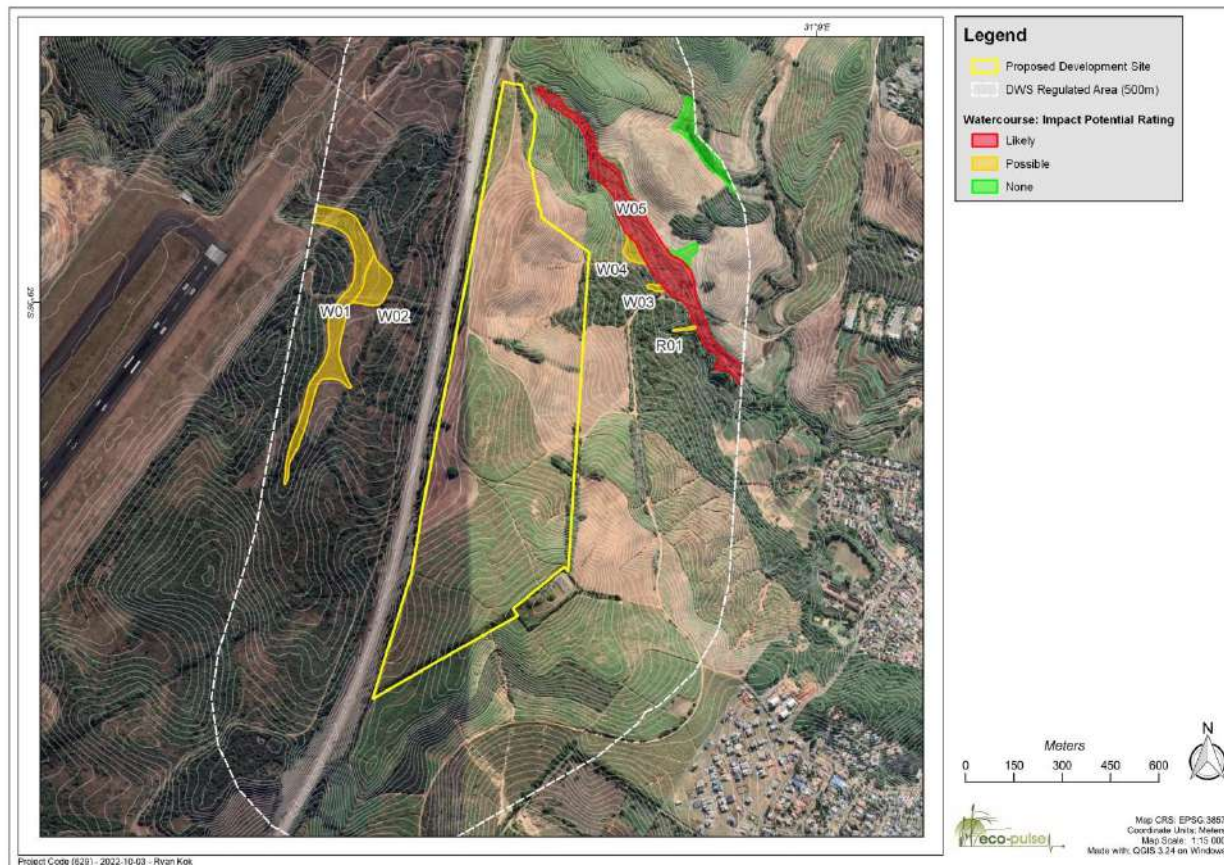 31°9'E
29°38'S
W01
W02
W05
W04
W03
R01
Legend
Proposed Development Site
DWS Regulated Area (500m)
Watercourse: Impact Potential Rating
Likely
Possible
None
N
Meters
0 150 300 450 600
eco-pulse
Map CRS: EPSG:3857
Coordinate Units: Meters
Map Scale: 1:15 000
Made with: QGIS 3.24 on Windows
Project Code (629) - 2022-10-03 - Ryan Kok